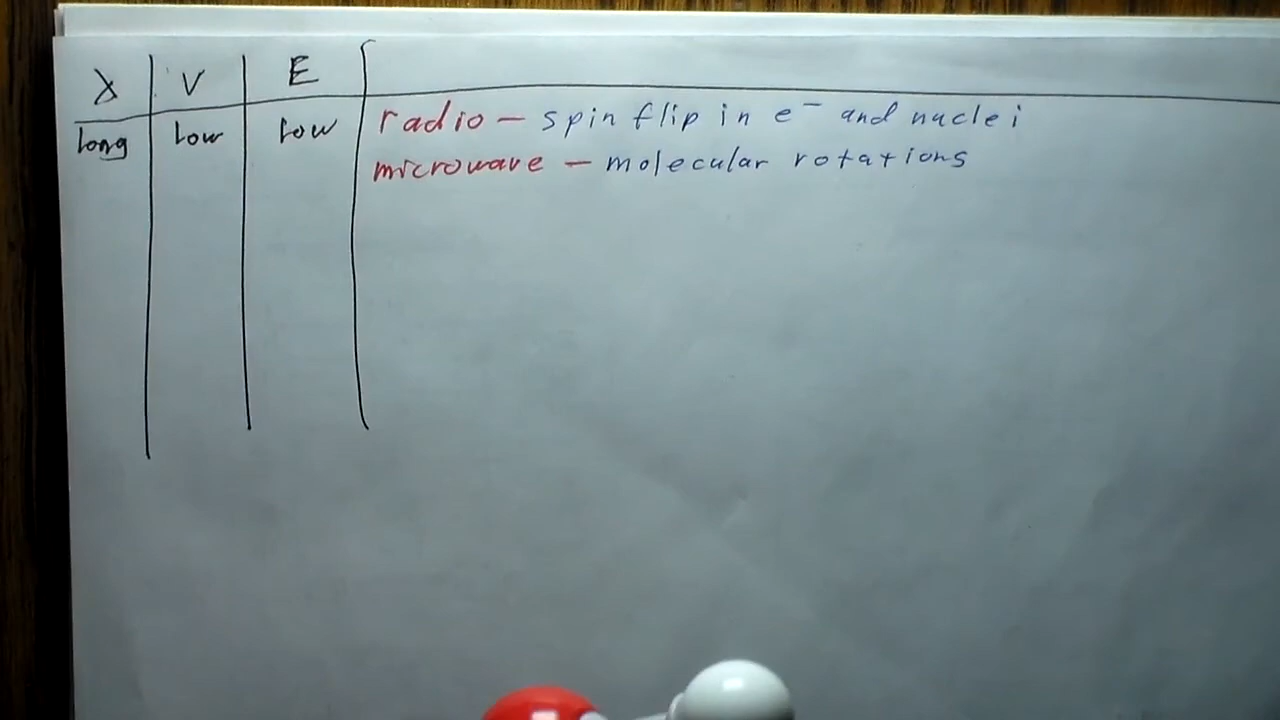 λ ν E
long low low radio – spin flip in e⁻ and nuclei
microwave – molecular rotations